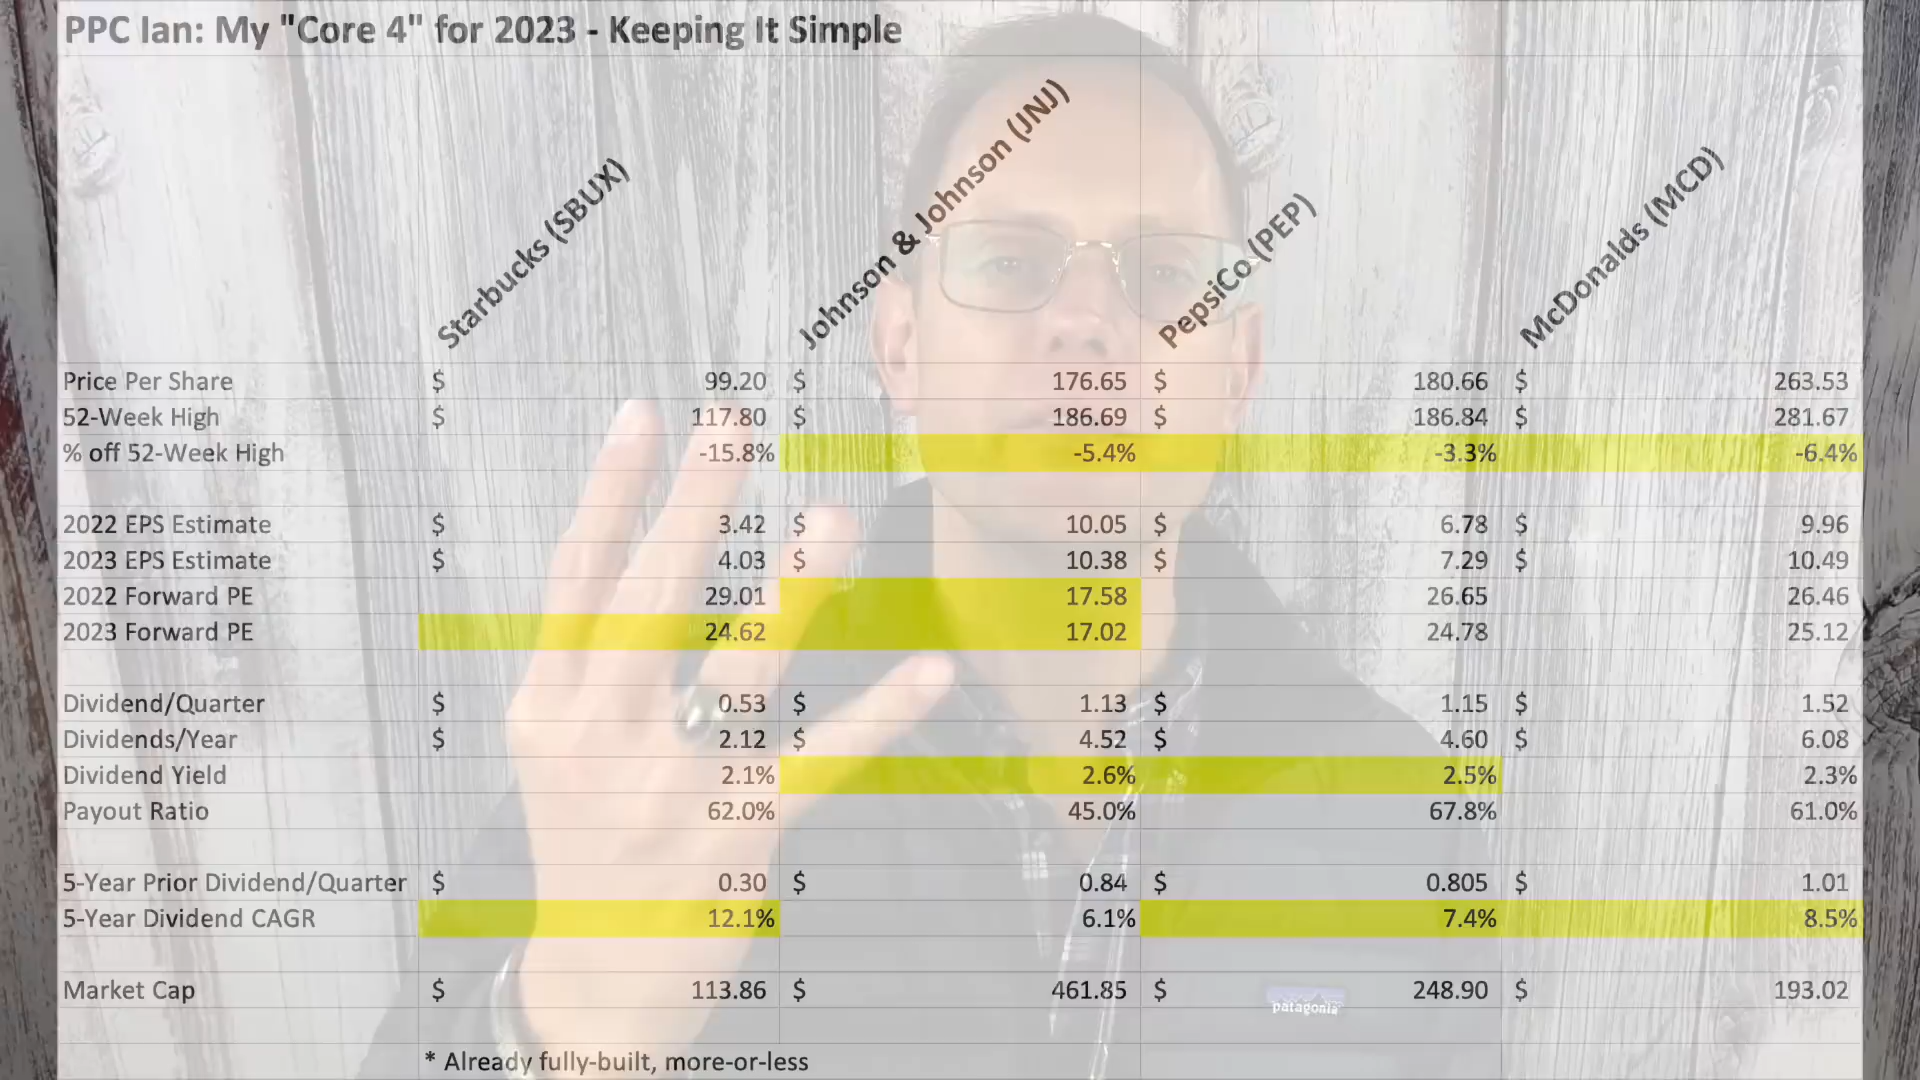 PPC Ian: My "Core 4" for 2023 - Keeping It Simple
Starbucks (SBUX) Johnson & Johnson (JNJ) PepsiCo (PEP) McDonalds (MCD)
Price Per Share $ 99.20 $ 176.65 $ 180.66 $ 263.53
52-Week High $ 117.80 $ 186.69 $ 186.84 $ 281.67
% off 52-Week High -15.8% -5.4% -3.3% -6.4%
2022 EPS Estimate $ 3.42 $ 10.05 $ 6.78 $ 9.96
2023 EPS Estimate $ 4.03 $ 10.38 $ 7.29 $ 10.49
2022 Forward PE 29.01 17.58 26.65 26.46
2023 Forward PE 24.62 17.02 24.78 25.12
Dividend/Quarter $ 0.53 $ 1.13 $ 1.15 $ 1.52
Dividends/Year $ 2.12 $ 4.52 $ 4.60 $ 6.08
Dividend Yield 2.1% 2.6% 2.5% 2.3%
Payout Ratio 62.0% 45.0% 67.8% 61.0%
5-Year Prior Dividend/Quarter $ 0.30 $ 0.84 $ 0.805 $ 1.01
5-Year Dividend CAGR 12.1% 6.1% 7.4% 8.5%
Market Cap $ 113.86 $ 461.85 $ 248.90 $ 193.02
patagonia
* Already fully-built, more-or-less